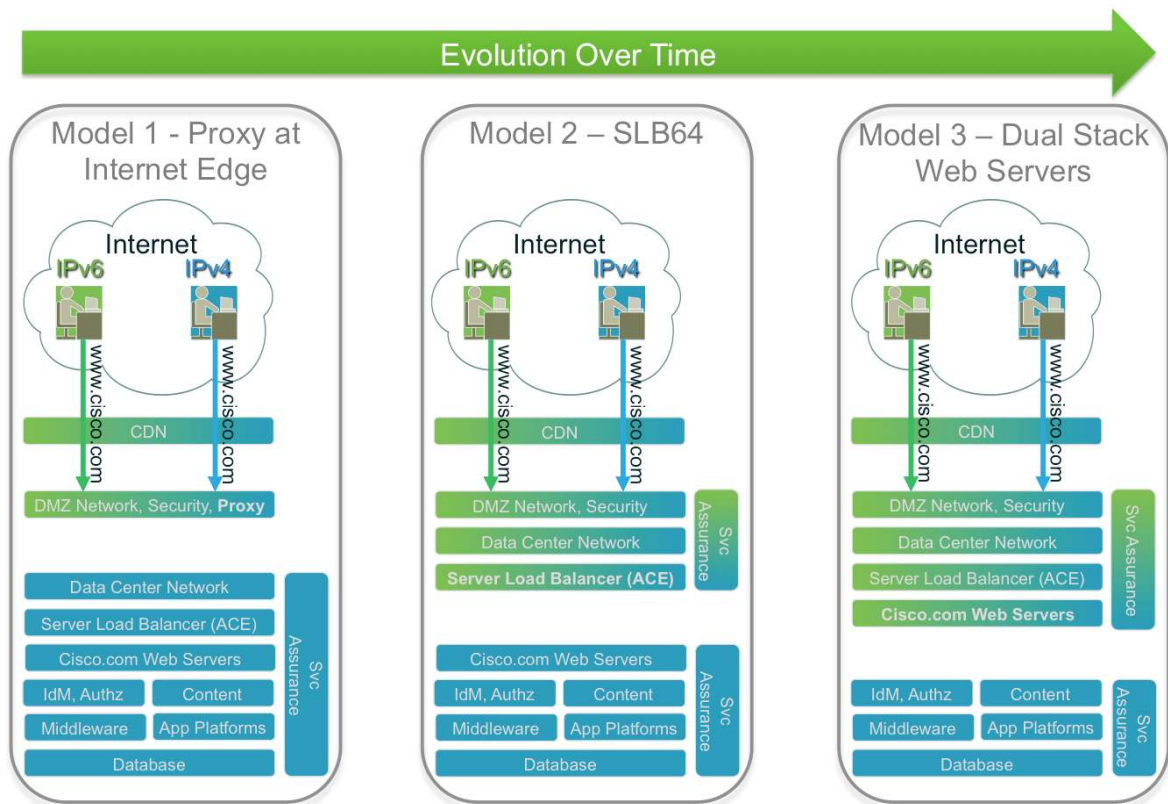 Evolution Over Time
Model 1 - Proxy at
Internet Edge
Internet
IPv6
IPv4
www.cisco.com
www.cisco.com
CDN
DMZ Network, Security, Proxy
Data Center Network
Server Load Balancer (ACE)
Cisco.com Web Servers
IdM, Authz
Content
Middleware
App Platforms
Database
Svc
Assurance
Model 2 – SLB64
Internet
IPv6
IPv4
www.cisco.com
www.cisco.com
CDN
DMZ Network, Security
Data Center Network
Server Load Balancer (ACE)
Svc
Assurance
Cisco.com Web Servers
IdM, Authz
Content
Middleware
App Platforms
Database
Svc
Assurance
Model 3 – Dual Stack
Web Servers
Internet
IPv6
IPv4
www.cisco.com
www.cisco.com
CDN
DMZ Network, Security
Data Center Network
Server Load Balancer (ACE)
Cisco.com Web Servers
Svc Assurance
IdM, Authz
Content
Middleware
App Platforms
Database
Svc
Assurance